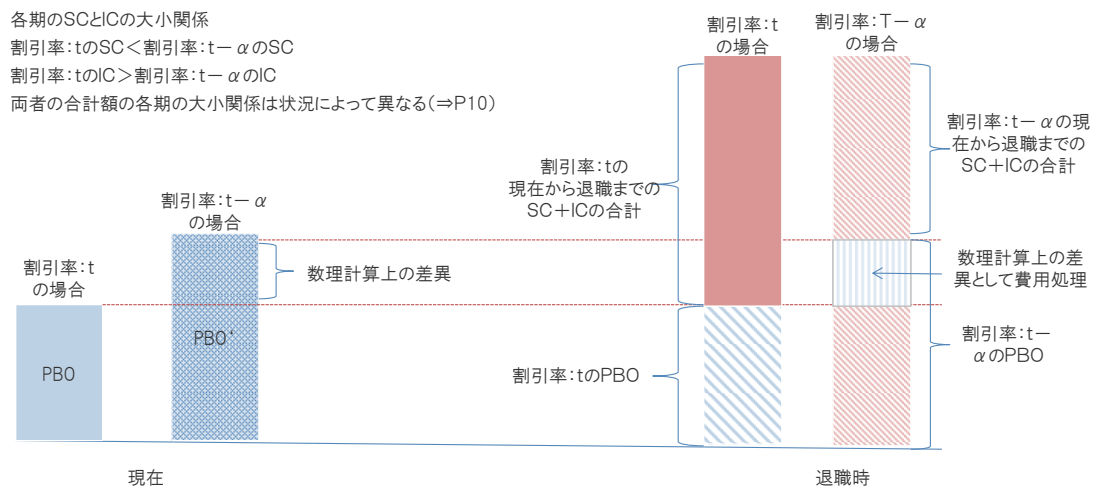 各期のSCとICの大小関係
割引率:tのSC<割引率:t-αのSC
割引率:tのIC>割引率:t-αのIC
両者の合計額の各期の大小関係は状況によって異なる(⇒P10)
割引率:t
の場合
PBO
割引率:t-α
の場合
PBO‘
数理計算上の差異
現在
割引率:t
の場合
割引率:T-α
の場合
割引率:tの
現在から退職までの
SC+ICの合計
割引率:tのPBO
割引率:t-αの現
在から退職までの
SC+ICの合計
数理計算上の差
異として費用処理
割引率:t-
αのPBO
退職時